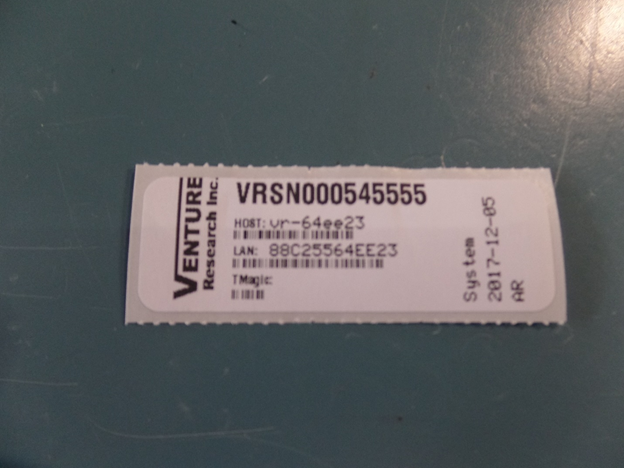 VENTURE
Research Inc.
VRSN000545555
HOST: vr-64ee23
LAN: 88C25564EE23
TMagic:
System
2017-12-05
AR